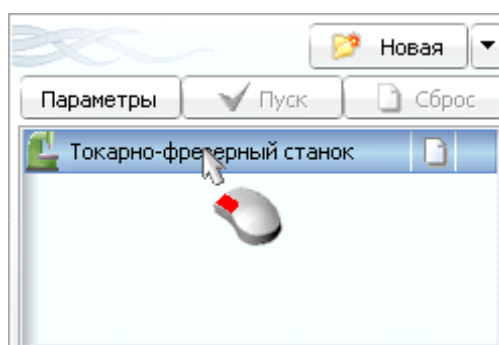 Новая
Параметры Пуск Сброс
Токарно-фрезерный станок